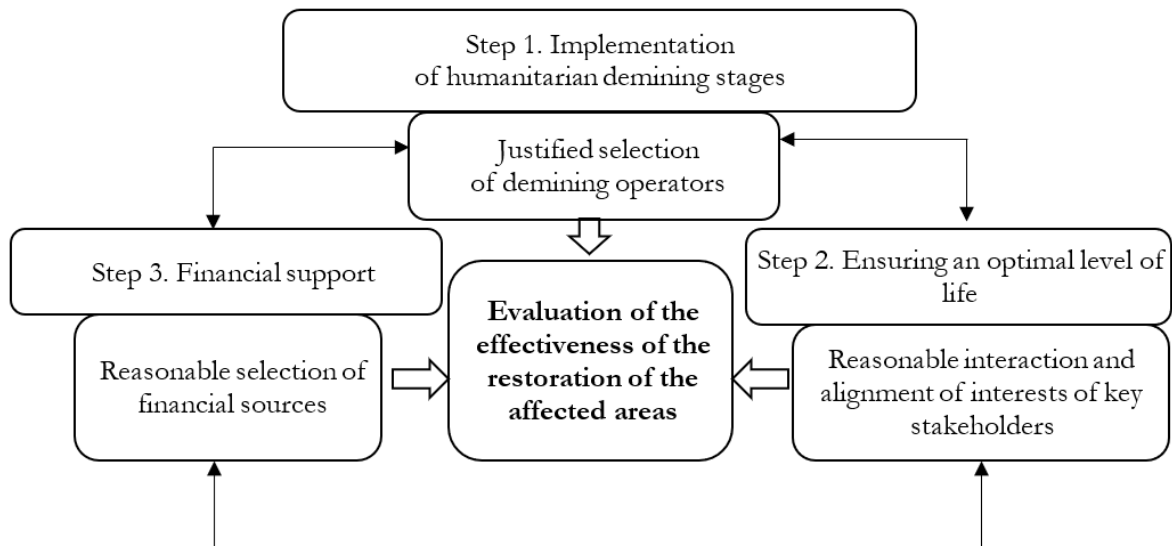 Step 1. Implementation
of humanitarian demining stages
Justified selection
of demining operators
Step 3. Financial support
Reasonable selection of
financial sources
Evaluation of the
effectiveness of the
restoration of the
affected areas
Step 2. Ensuring an optimal level of
life
Reasonable interaction and
alignment of interests of key
stakeholders